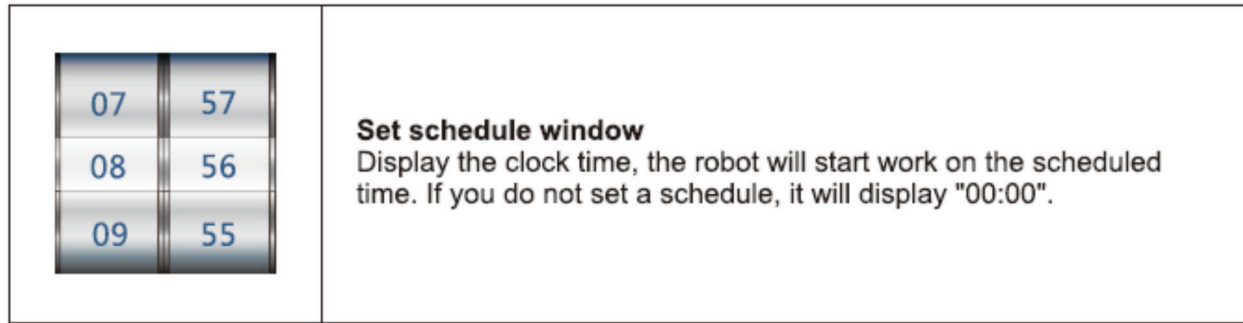 07 57
08 56
09 55
Set schedule window
Display the clock time, the robot will start work on the scheduled
time. If you do not set a schedule, it will display "00:00".